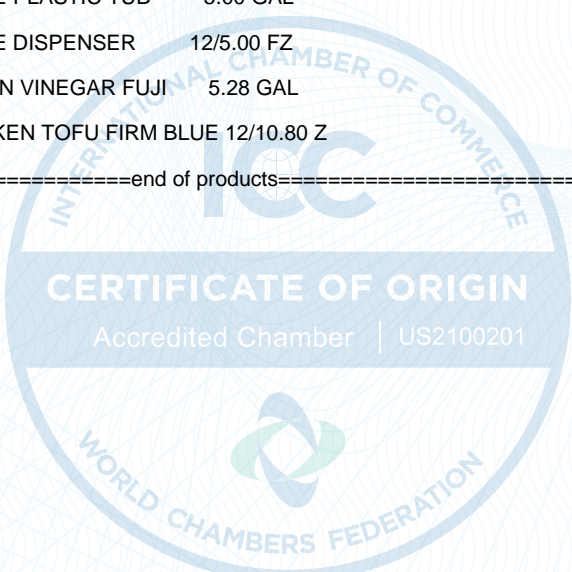 PLASTIC TUB 5.00 GAL
E DISPENSER 12/5.00 FZ
N VINEGAR FUJI 5.28 GAL
KEN TOFU FIRM BLUE 12/10.80 Z
===========end of products========================
INTERNATIONAL CHAMBER OF COMMERCE
ICC
CERTIFICATE OF ORIGIN
Accredited Chamber | US2100201
WORLD CHAMBERS FEDERATION